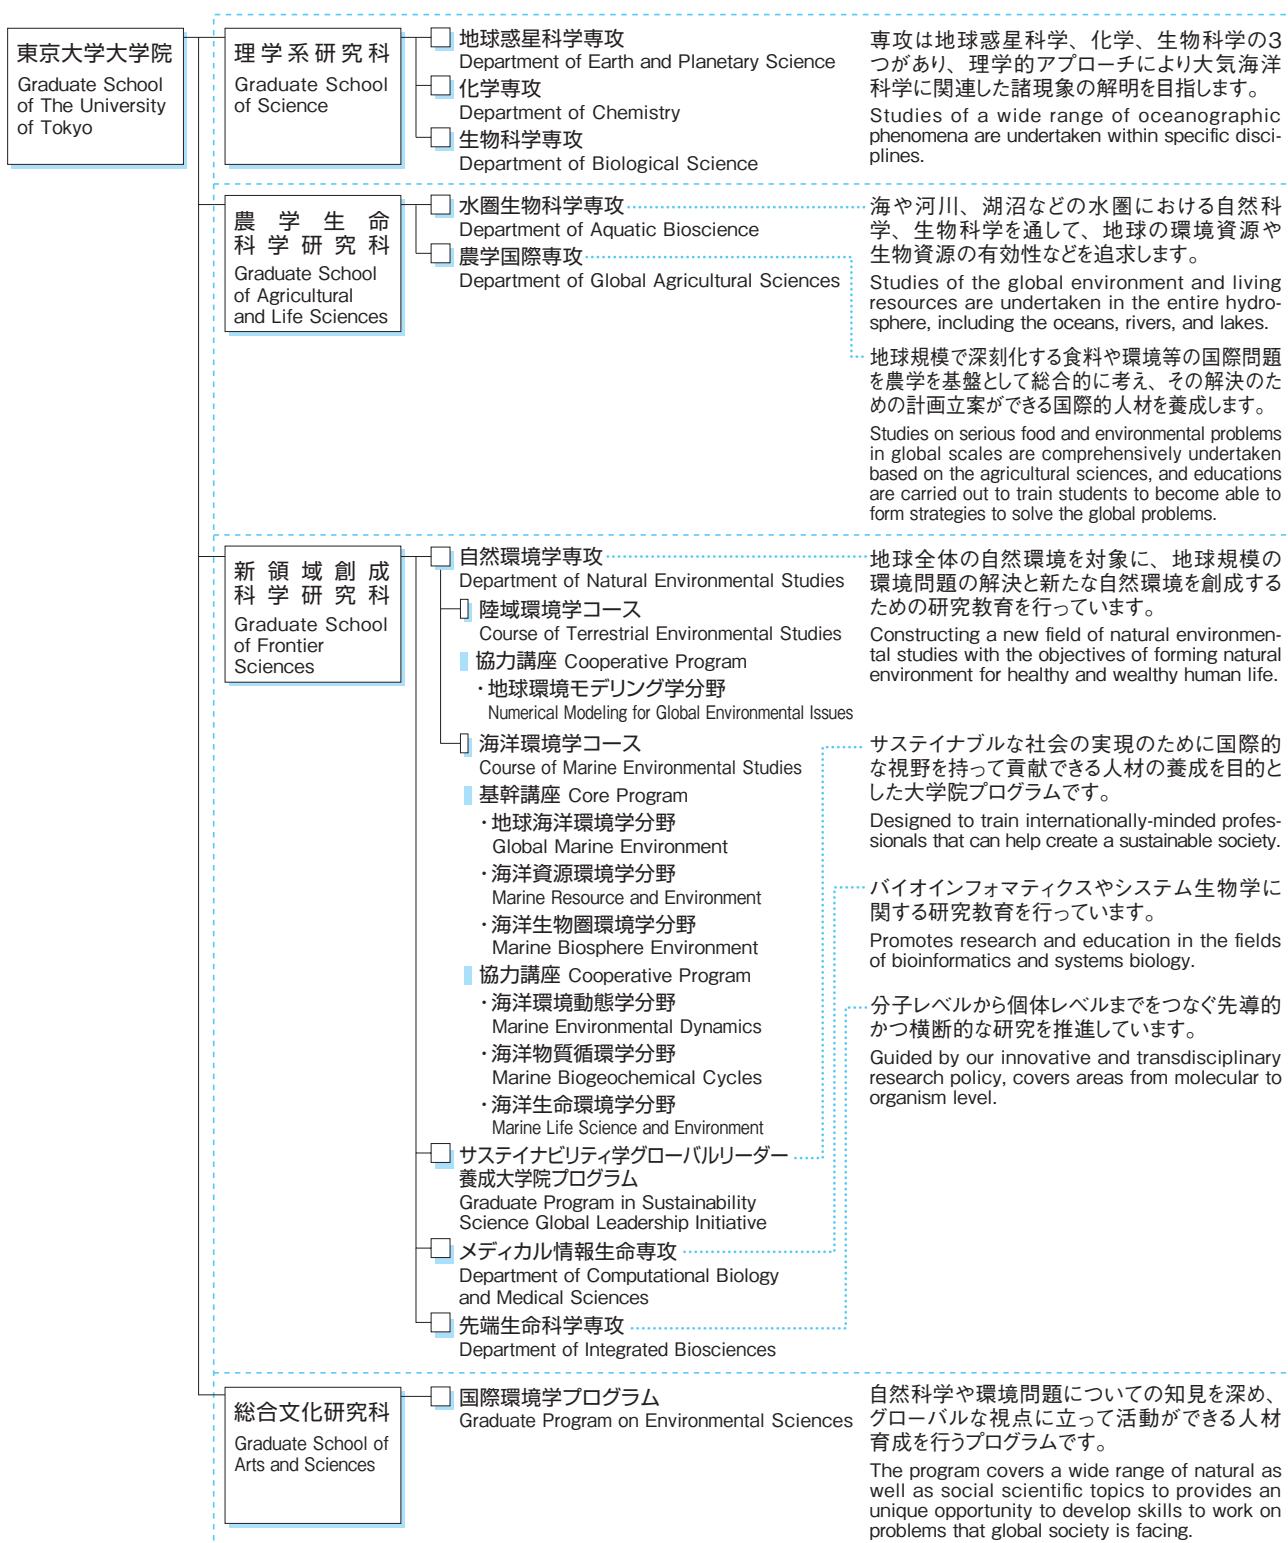 東京大学大学院
Graduate School
of The University
of Tokyo
理学系研究科
Graduate School
of Science
地球惑星科学専攻
Department of Earth and Planetary Science
化学専攻
Department of Chemistry
生物科学専攻
Department of Biological Science
専攻は地球惑星科学、化学、生物科学の3
つがあり、理学的アプローチにより大気海洋
科学に関連した諸現象の解明を目指します。
Studies of a wide range of oceanographic
phenomena are undertaken within specific disci-
plines.
農学生命
科学研究科
Graduate School
of Agricultural
and Life Sciences
水圏生物科学専攻
Department of Aquatic Bioscience
農学国際専攻
Department of Global Agricultural Sciences
海や河川、湖沼などの水圏における自然科
学、生物科学を通して、地球の環境資源や
生物資源の有効性などを追求します。
Studies of the global environment and living
resources are undertaken in the entire hydro-
sphere, including the oceans, rivers, and lakes.
地球規模で深刻化する食料や環境等の国際問題
を農学を基盤として総合的に考え、その解決のた
めの計画立案ができる国際的人材を養成します。
Studies on serious food and environmental problems
in global scales are comprehensively undertaken
based on the agricultural sciences, and educations
are carried out to train students to become able to
form strategies to solve the global problems.
新領域創成
科学研究科
Graduate School
of Frontier
Sciences
自然環境学専攻
Department of Natural Environmental Studies
陸域環境学コース
Course of Terrestrial Environmental Studies
協力講座 Cooperative Program
・地球環境モデリング学分野
Numerical Modeling for Global Environmental Issues
海洋環境学コース
Course of Marine Environmental Studies
基幹講座 Core Program
・地球海洋環境学分野
Global Marine Environment
・海洋資源環境学分野
Marine Resource and Environment
・海洋生物圏環境学分野
Marine Biosphere Environment
協力講座 Cooperative Program
・海洋環境動態学分野
Marine Environmental Dynamics
・海洋物質循環学分野
Marine Biogeochemical Cycles
・海洋生命環境学分野
Marine Life Science and Environment
サステイナビリティ学グローバルリーダー
養成大学院プログラム
Graduate Program in Sustainability
Science Global Leadership Initiative
メディカル情報生命専攻
Department of Computational Biology
and Medical Sciences
先端生命科学専攻
Department of Integrated Biosciences
地球全体の自然環境を対象に、地球規模の
環境問題の解決と新たな自然環境を創成する
ための研究教育を行っています。
Constructing a new field of natural environmen-
tal studies with the objectives of forming natural
environment for healthy and wealthy human life.
サステイナブルな社会の実現のために国際的
な視野を持って貢献できる人材の養成を目的と
した大学院プログラムです。
Designed to train internationally-minded profes-
sionals that can help create a sustainable society.
バイオインフォマティクスやシステム生物学に
関する研究教育を行っています。
Promotes research and education in the fields
of bioinformatics and systems biology.
分子レベルから個体レベルまでをつなぐ先導的
かつ横断的な研究を推進しています。
Guided by our innovative and transdisciplinary
research policy, covers areas from molecular to
organism level.
総合文化研究科
Graduate School of
Arts and Sciences
国際環境学プログラム
Graduate Program on Environmental Sciences
自然科学や環境問題についての知見を深め、
グローバルな視点に立って活動ができる人材
育成を行うプログラムです。
The program covers a wide range of natural as
well as social scientific topics to provides an
unique opportunity to develop skills to work on
problems that global society is facing.